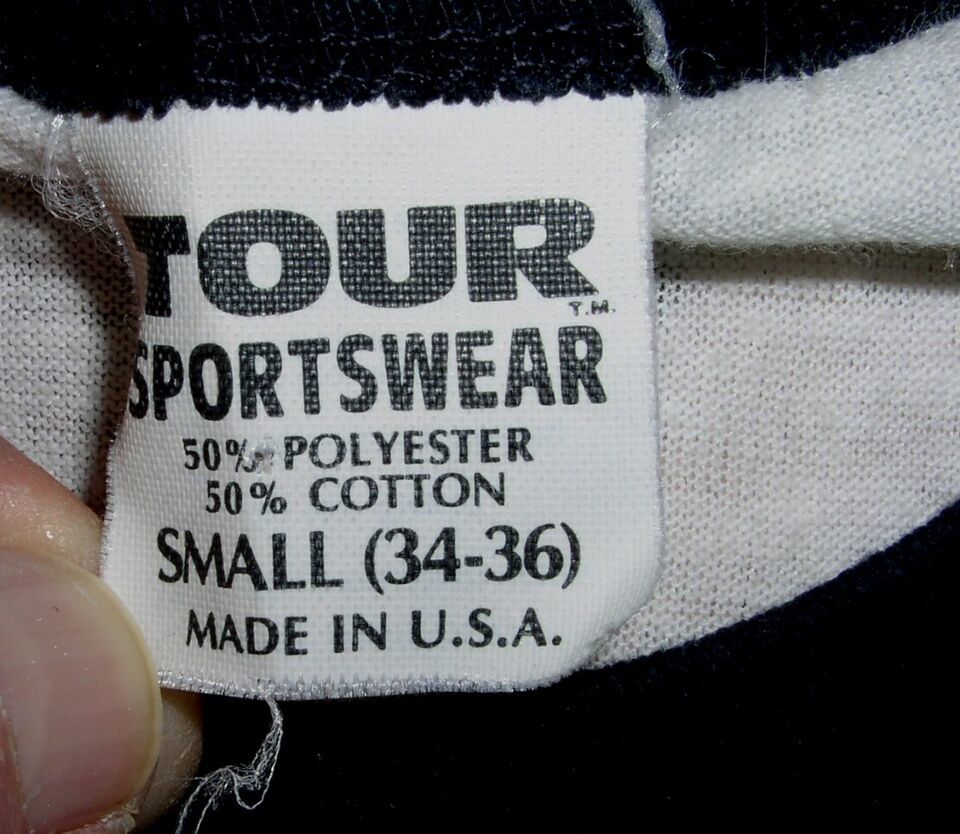 TOUR
T.M.
SPORTSWEAR
50% POLYESTER
50% COTTON
SMALL (34-36)
MADE IN U.S.A.